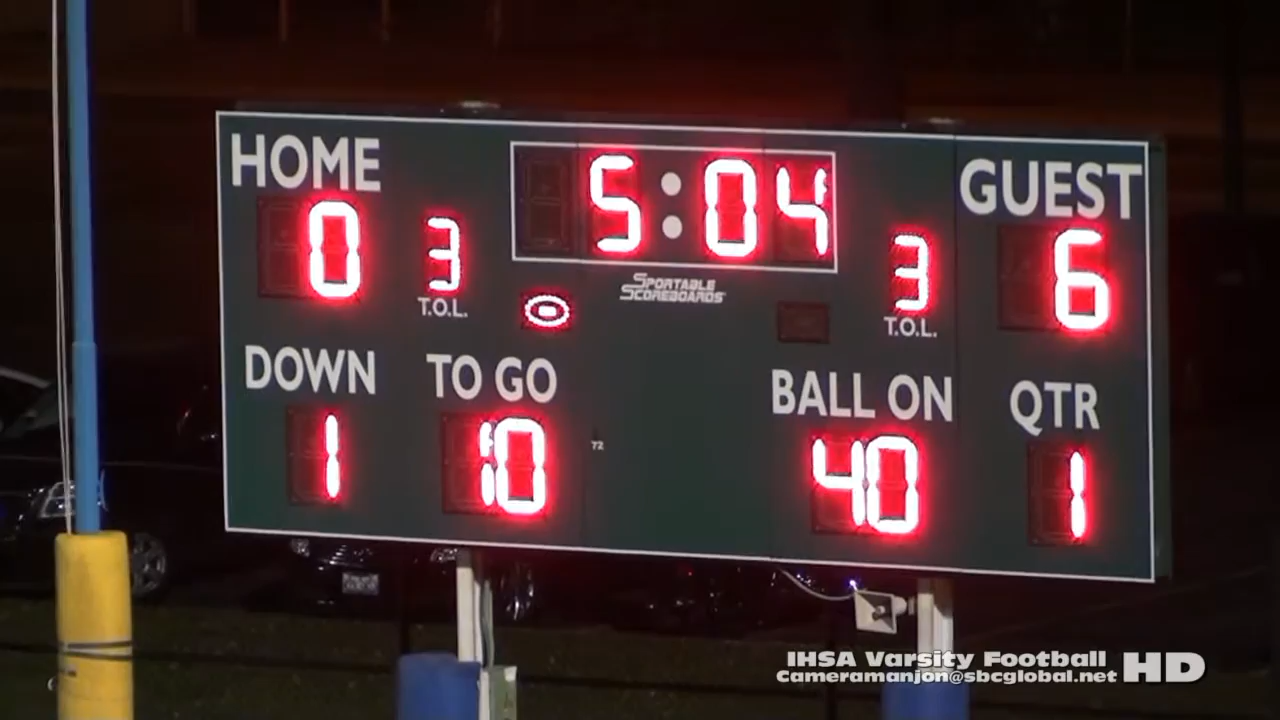 HOME
5:04
GUEST
0
3
3
6
T.O.L.
SPORTABLE
SCOREBOARDS
T.O.L.
DOWN
TO GO
BALL ON
QTR
1
10
72
40
1
IHSA Varsity Football
Cameramanjon@sbcglobal.net
HD